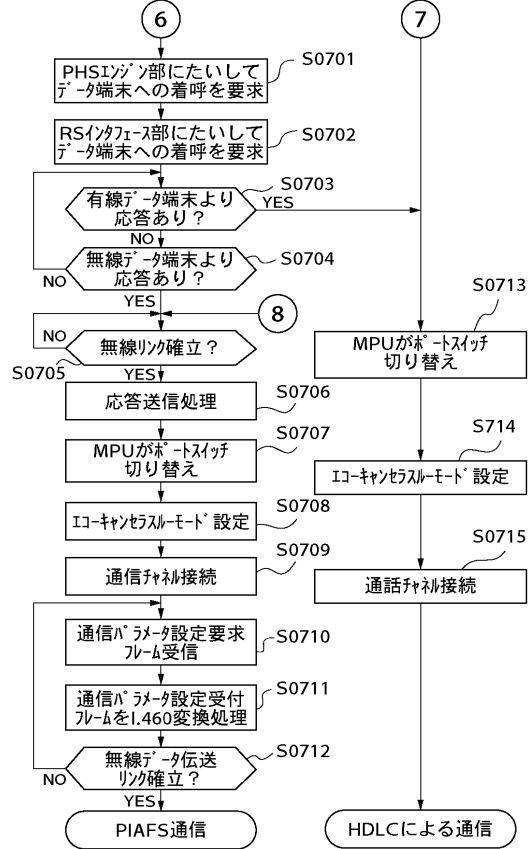 6
7
PHSｴﾝｼﾞﾝ部にたいして
ﾃﾞｰﾀ端末への着呼を要求
S0701
RSｲﾝﾀﾌｪｰｽ部にたいして
ﾃﾞｰﾀ端末への着呼を要求
S0702
有線ﾃﾞｰﾀ端末より
応答あり？
S0703
YES
NO
無線ﾃﾞｰﾀ端末より
応答あり？
S0704
NO
YES
8
無線ﾘﾝｸ確立？
NO
S0705
YES
応答送信処理
S0706
MPUがﾎﾟｰﾄｽｲｯﾁ
切り替え
S0707
ｴｺｰｷｬﾝｾﾗｽﾙｰﾓｰﾄﾞ設定
S0708
通信ﾁｬﾈﾙ接続
S0709
通信ﾊﾟﾗﾒｰﾀ設定要求
ﾌﾚｰﾑ受信
S0710
通信ﾊﾟﾗﾒｰﾀ設定受付
ﾌﾚｰﾑをI.460変換処理
S0711
無線ﾃﾞｰﾀ伝送
ﾘﾝｸ確立？
S0712
NO
YES
PIAFS通信
S0713
MPUがﾎﾟｰﾄｽｲｯﾁ
切り替え
S714
ｴｺｰｷｬﾝｾﾗｽﾙｰﾓｰﾄﾞ設定
S0715
通話ﾁｬﾈﾙ接続
HDLCによる通信